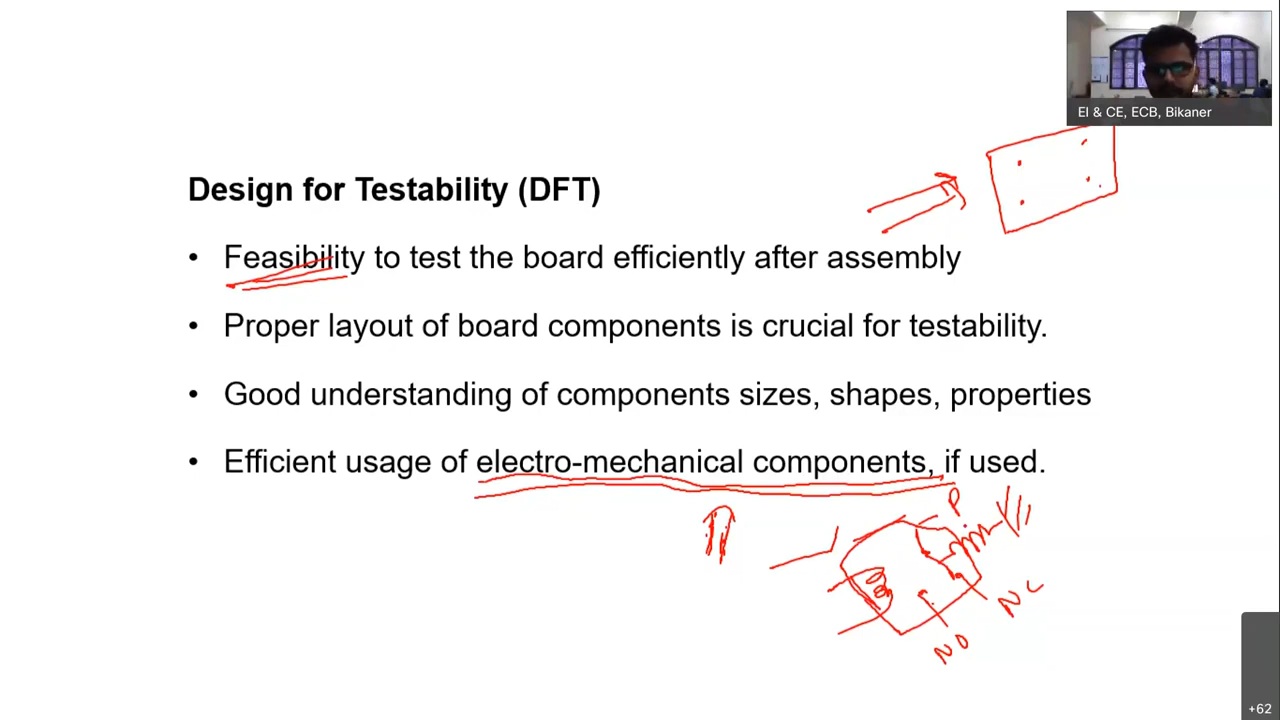 EI & CE, ECB, Bikaner
Design for Testability (DFT)
• Feasibility to test the board efficiently after assembly
• Proper layout of board components is crucial for testability.
• Good understanding of components sizes, shapes, properties
• Efficient usage of electro-mechanical components, if used.
P
NC
NO
+62